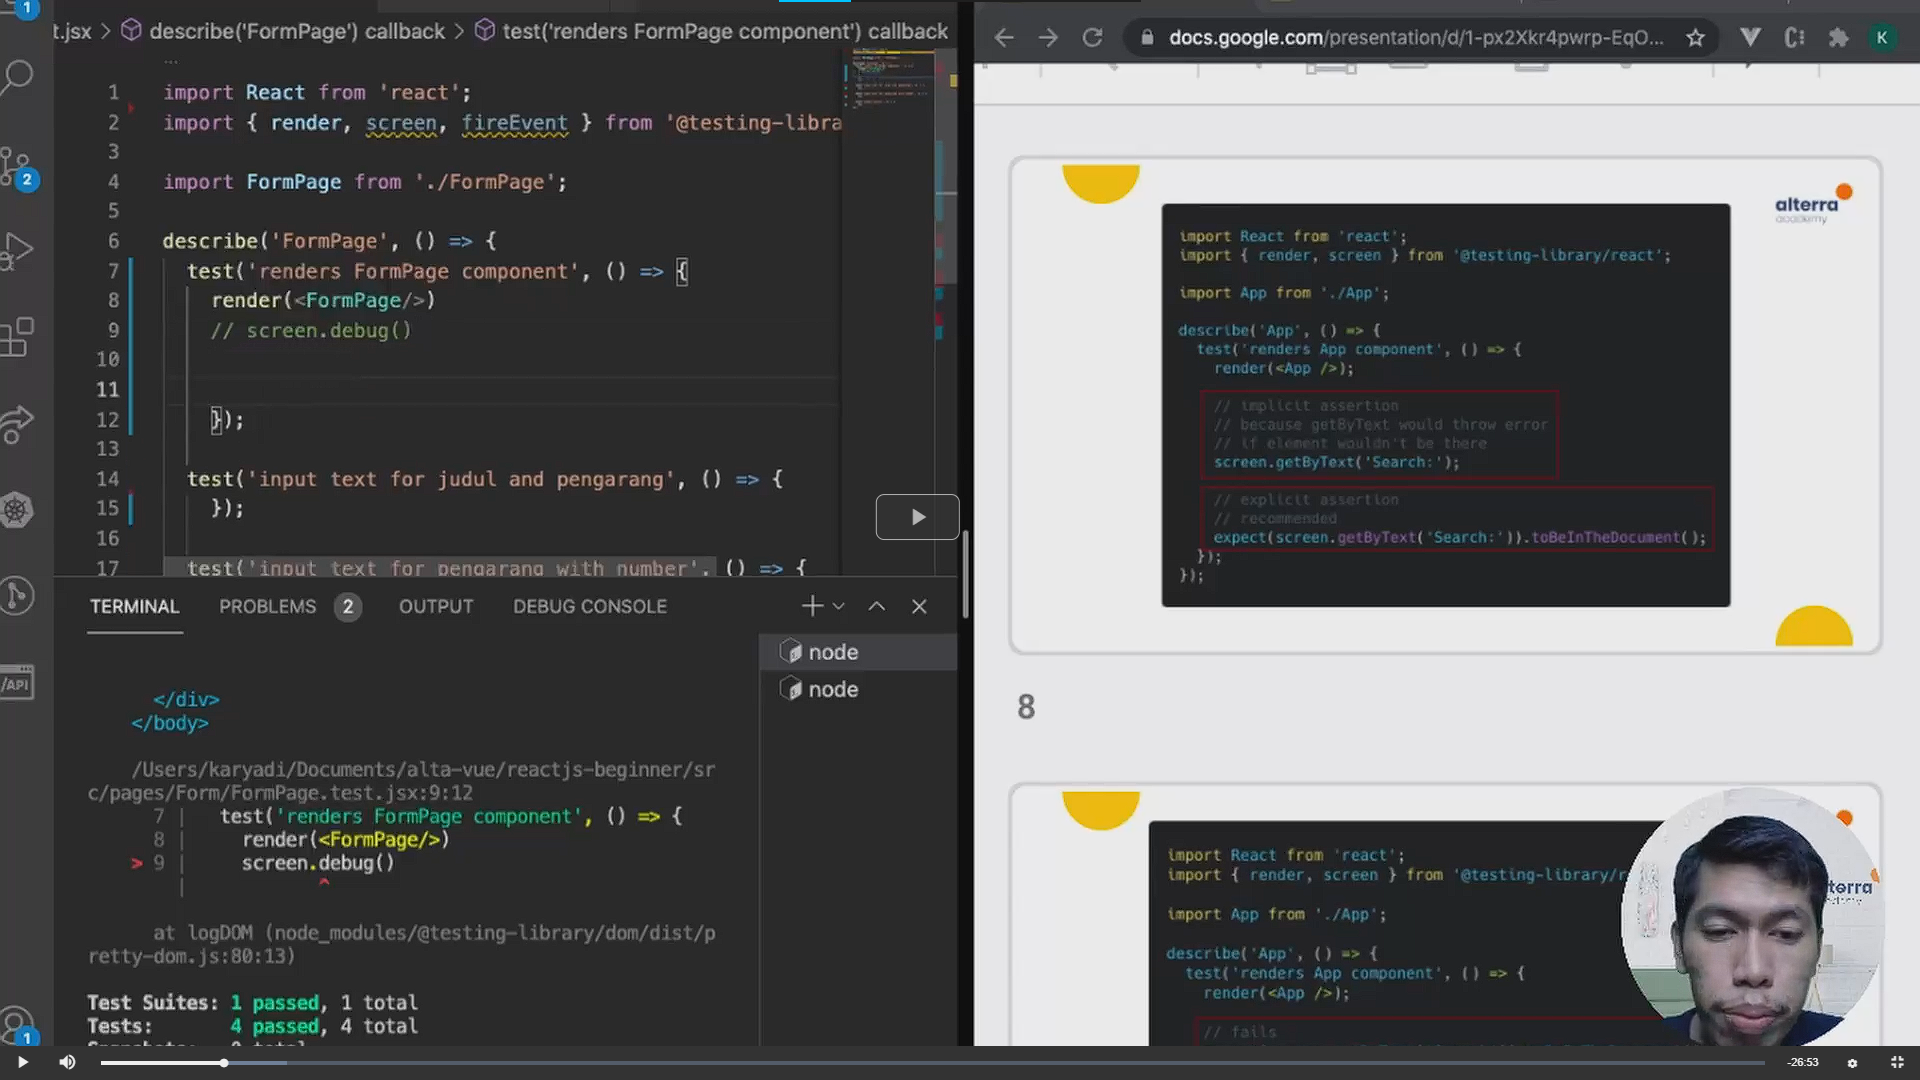 t.jsx > describe('FormPage') callback > test('renders FormPage component') callback
1
...
1 import React from 'react';
2 import { render, screen, fireEvent } from '@testing-libra
3
4 import FormPage from './FormPage';
5
6 describe('FormPage', () => {
7 test('renders FormPage component', () => {
8 render(<FormPage/>)
9 // screen.debug()
10
11
12 });
13
14 test('input text for judul and pengarang', () => {
15 });
16
17 test('input text for pengarang with number', () => {
2
/API
1
TERMINAL PROBLEMS 2 OUTPUT DEBUG CONSOLE
node
node
</div>
</body>
/Users/karyadi/Documents/alta-vue/reactjs-beginner/sr
c/pages/Form/FormPage.test.jsx:9:12
7 | test('renders FormPage component', () => {
8 | render(<FormPage/>)
> 9 | screen.debug()
| ^
at logDOM (node_modules/@testing-library/dom/dist/p
retty-dom.js:80:13)
Test Suites: 1 passed, 1 total
Tests: 4 passed, 4 total
docs.google.com/presentation/d/1-px2Xkr4pwrp-EqO...
K
alterra
academy
import React from 'react';
import { render, screen } from '@testing-library/react';
import App from './App';
describe('App', () => {
test('renders App component', () => {
render(<App />);
// implicit assertion
// because getByText would throw error
// if element wouldn't be there
screen.getByText('Search:');
// explicit assertion
// recommended
expect(screen.getByText('Search:')).toBeInTheDocument();
});
});
8
import React from 'react';
import { render, screen } from '@testing-library/r
import App from './App';
describe('App', () => {
test('renders App component', () => {
render(<App />);
// fails
terra
ademy
-26:53